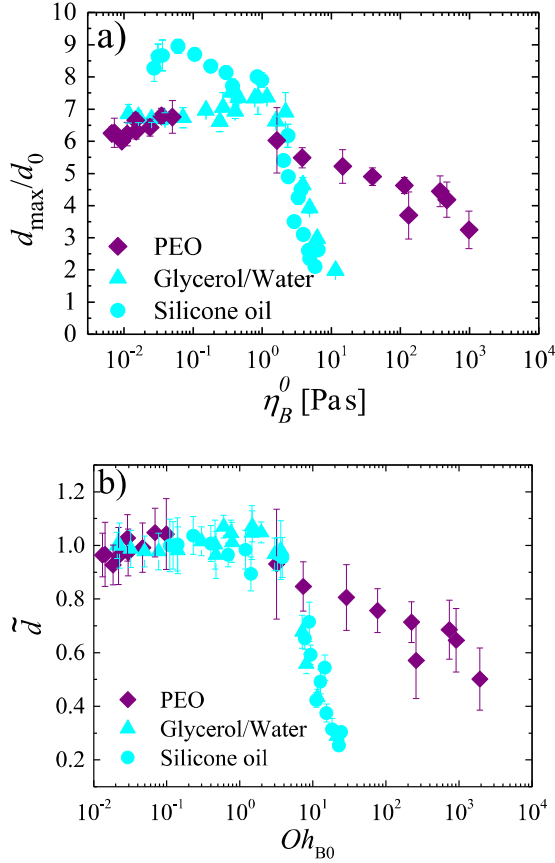 a)
9
8
7
6
5
4
3
2
1
0
d_max/d_0
PEO
Glycerol/Water
Silicone oil
10^-2 10^-1 10^0 10^1 10^2 10^3 10^4
η_B^0 [Pa s]
b)
1.2
1.0
0.8
0.6
0.4
0.2
d̃
PEO
Glycerol/Water
Silicone oil
10^-2 10^-1 10^0 10^1 10^2 10^3 10^4
Oh_B0